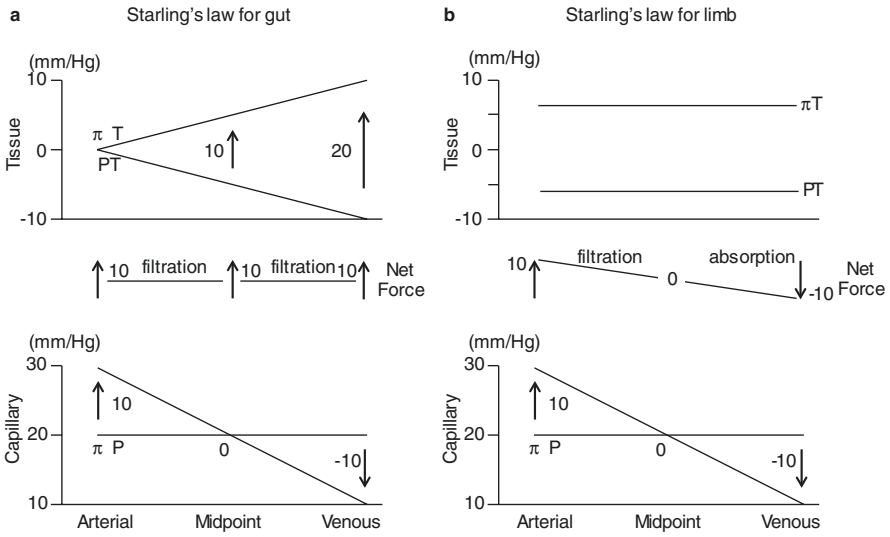 a
Starling's law for gut
(mm/Hg)
10
0
-10
Tissue
π T
PT
10
20
10
filtration
10
filtration
10
Net
Force
(mm/Hg)
30
20
10
Capillary
10
π P
0
-10
Arterial
Midpoint
Venous
b
Starling's law for limb
(mm/Hg)
10
0
-10
Tissue
πT
PT
10
filtration
0
absorption
-10
Net
Force
(mm/Hg)
30
20
10
Capillary
10
π P
0
-10
Arterial
Midpoint
Venous